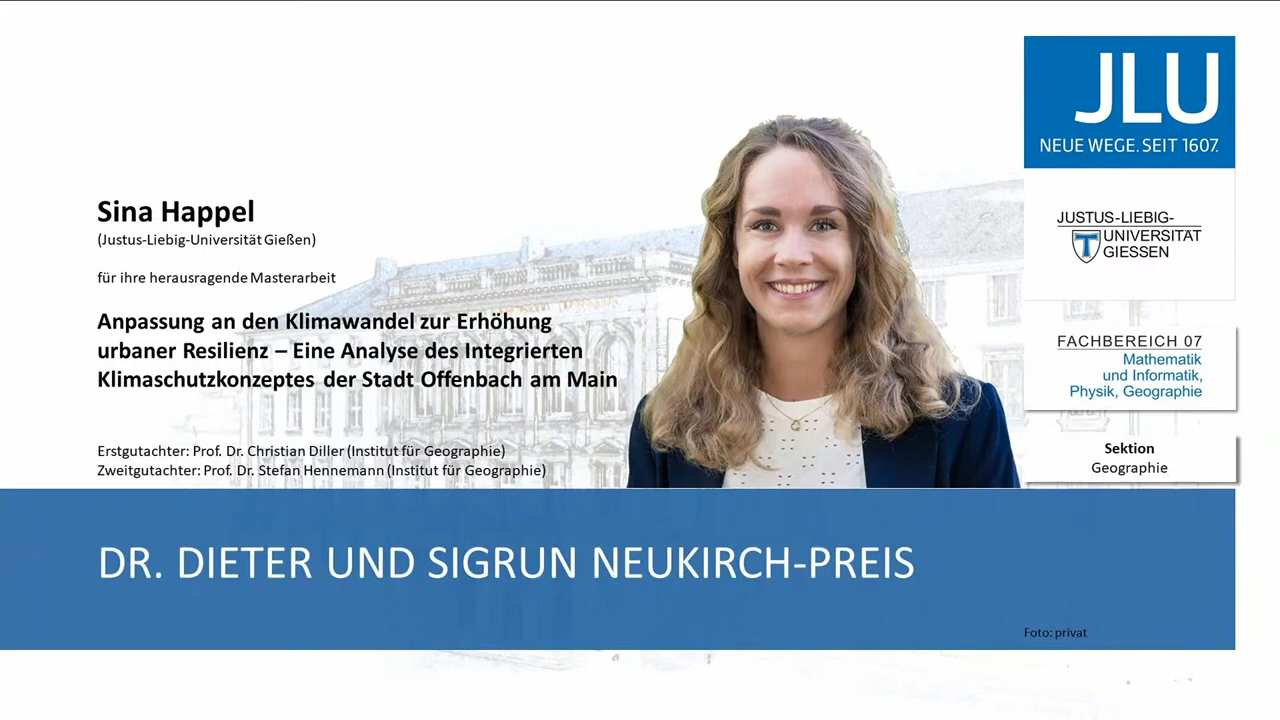 Sina Happel
(Justus-Liebig-Universität Gießen)
für ihre herausragende Masterarbeit
Anpassung an den Klimawandel zur Erhöhung
urbaner Resilienz – Eine Analyse des Integrierten
Klimaschutzkonzeptes der Stadt Offenbach am Main
Erstgutachter: Prof. Dr. Christian Diller (Institut für Geographie)
Zweitgutachter: Prof. Dr. Stefan Hennemann (Institut für Geographie)
JLU
NEUE WEGE. SEIT 1607.
JUSTUS-LIEBIG-
UNIVERSITÄT
GIESSEN
FACHBEREICH 07
Mathematik
und Informatik,
Physik, Geographie
Sektion
Geographie
DR. DIETER UND SIGRUN NEUKIRCH-PREIS
Foto: privat